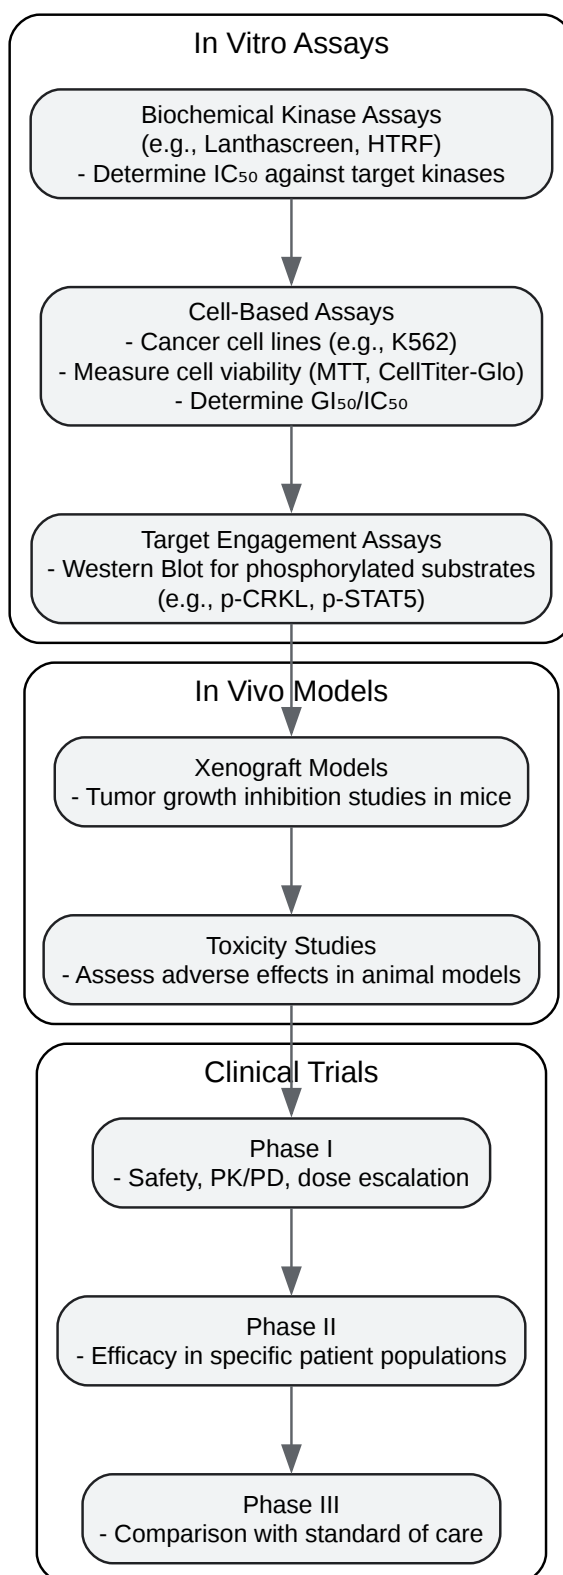 In Vitro Assays
Biochemical Kinase Assays
(e.g., Lanthascreen, HTRF)
- Determine IC₅₀ against target kinases
Cell-Based Assays
- Cancer cell lines (e.g., K562)
- Measure cell viability (MTT, CellTiter-Glo)
- Determine GI₅₀/IC₅₀
Target Engagement Assays
- Western Blot for phosphorylated substrates
(e.g., p-CRKL, p-STAT5)
In Vivo Models
Xenograft Models
- Tumor growth inhibition studies in mice
Toxicity Studies
- Assess adverse effects in animal models
Clinical Trials
Phase I
- Safety, PK/PD, dose escalation
Phase II
- Efficacy in specific patient populations
Phase III
- Comparison with standard of care